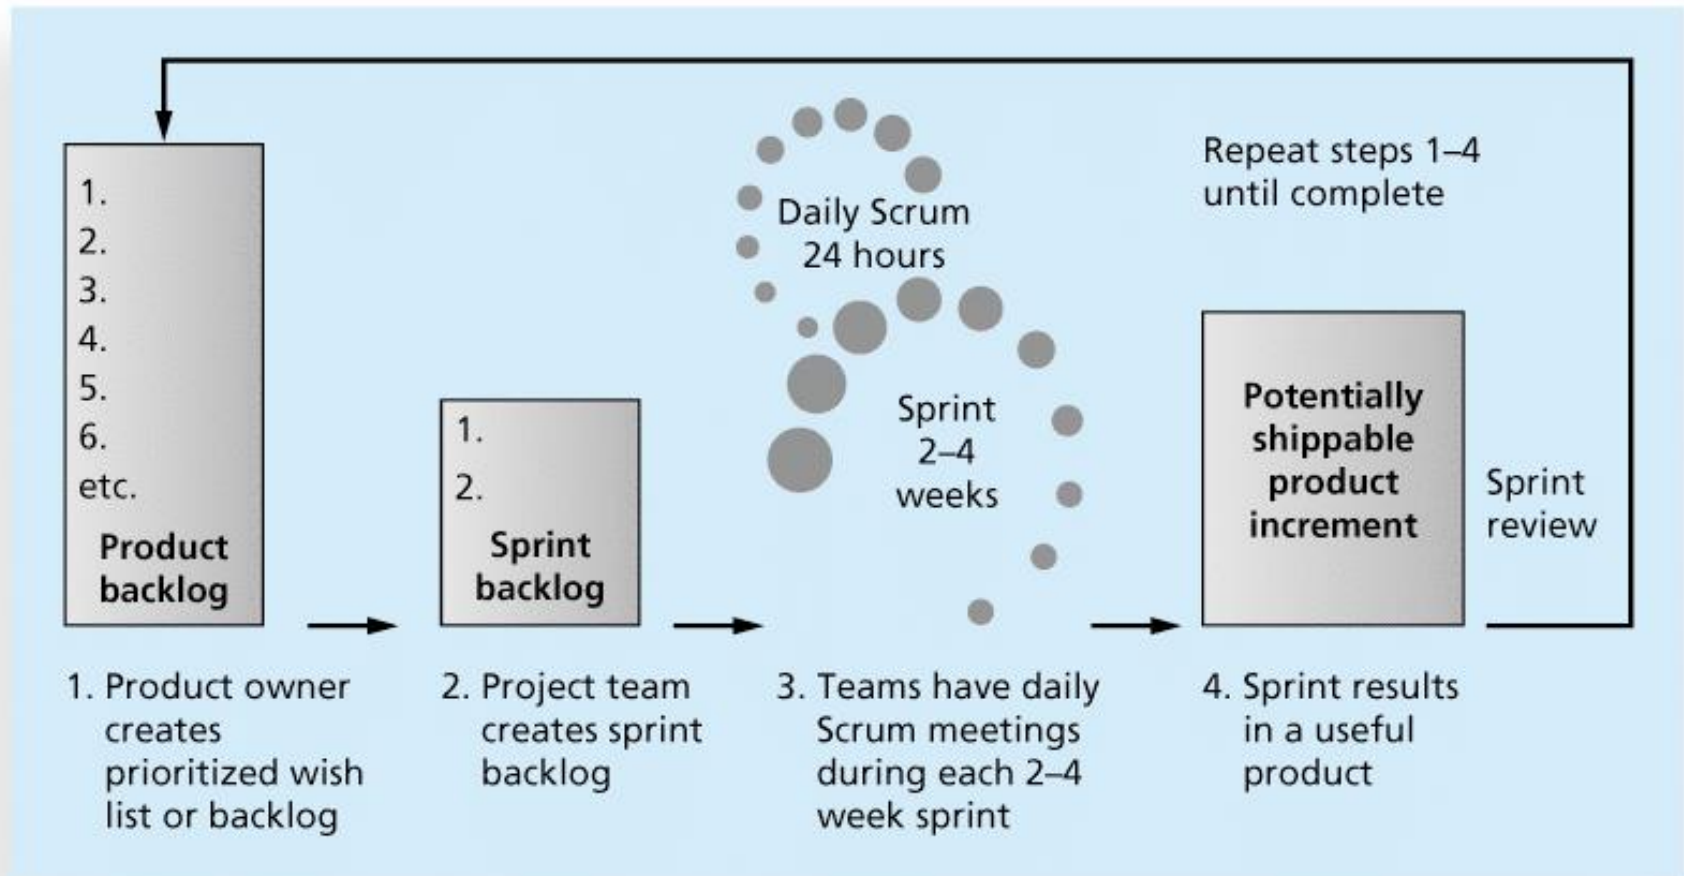 1.
2.
3.
4.
5.
6.
etc.
Product
backlog
1.
2.
Sprint
backlog
Daily Scrum
24 hours
Sprint
2–4
weeks
Repeat steps 1–4
until complete
Potentially
shippable
product
increment
Sprint
review
1. Product owner
creates
prioritized wish
list or backlog
2. Project team
creates sprint
backlog
3. Teams have daily
Scrum meetings
during each 2–4
week sprint
4. Sprint results
in a useful
product